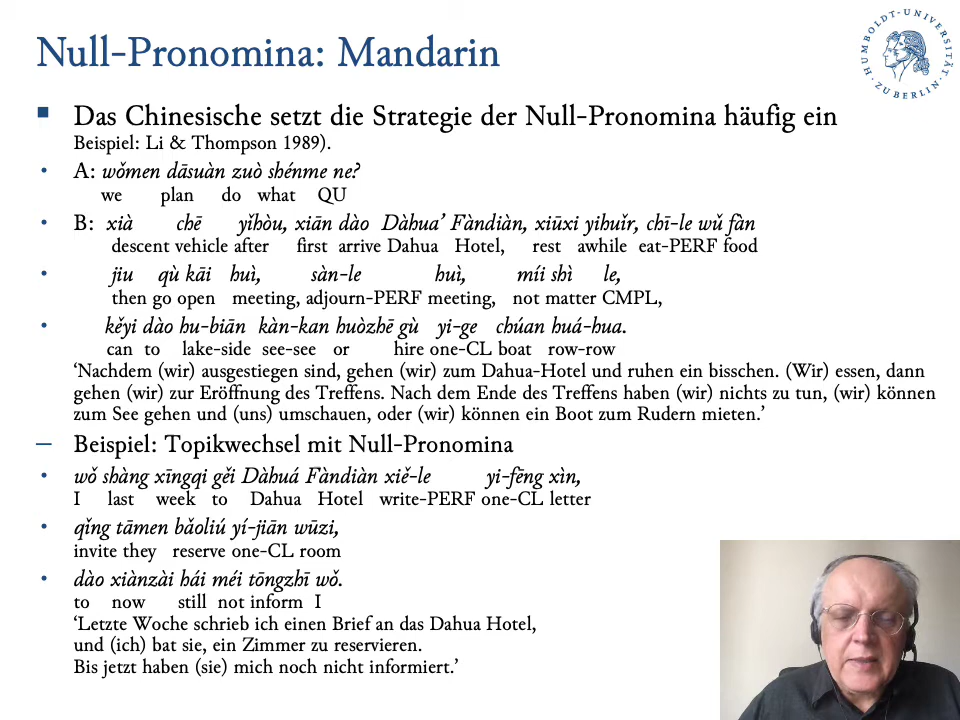 Null-Pronomina: Mandarin
HUMBOLDT-UNIVERSITÄT ZU BERLIN
Das Chinesische setzt die Strategie der Null-Pronomina häufig ein
Beispiel: Li & Thompson 1989).
A: wǒmen dāsuàn zuò shénme ne?
we plan do what QU
B: xià chē yǐhòu, xiān dào Dàhua’ Fàndiàn, xiūxi yihuǐr, chī-le wǔ fàn
descent vehicle after first arrive Dahua Hotel, rest awhile eat-PERF food
jiu qù kāi huì, sàn-le huì, míi shì le,
then go open meeting, adjourn-PERF meeting, not matter CMPL,
kěyi dào hu-biān kàn-kan huòzhē gù yi-ge chúan huá-hua.
can to lake-side see-see or hire one-CL boat row-row
‘Nachdem (wir) ausgestiegen sind, gehen (wir) zum Dahua-Hotel und ruhen ein bisschen. (Wir) essen, dann
gehen (wir) zur Eröffnung des Treffens. Nach dem Ende des Treffens haben (wir) nichts zu tun, (wir) können
zum See gehen und (uns) umschauen, oder (wir) können ein Boot zum Rudern mieten.’
Beispiel: Topikwechsel mit Null-Pronomina
wǒ shàng xīngqi gěi Dàhuá Fàndiàn xiě-le yi-fēng xìn,
I last week to Dahua Hotel write-PERF one-CL letter
qǐng tāmen bǎoliú yí-jiān wūzi,
invite they reserve one-CL room
dào xiànzài hái méi tōngzhī wǒ.
to now still not inform I
‘Letzte Woche schrieb ich einen Brief an das Dahua Hotel,
und (ich) bat sie, ein Zimmer zu reservieren.
Bis jetzt haben (sie) mich noch nicht informiert.’